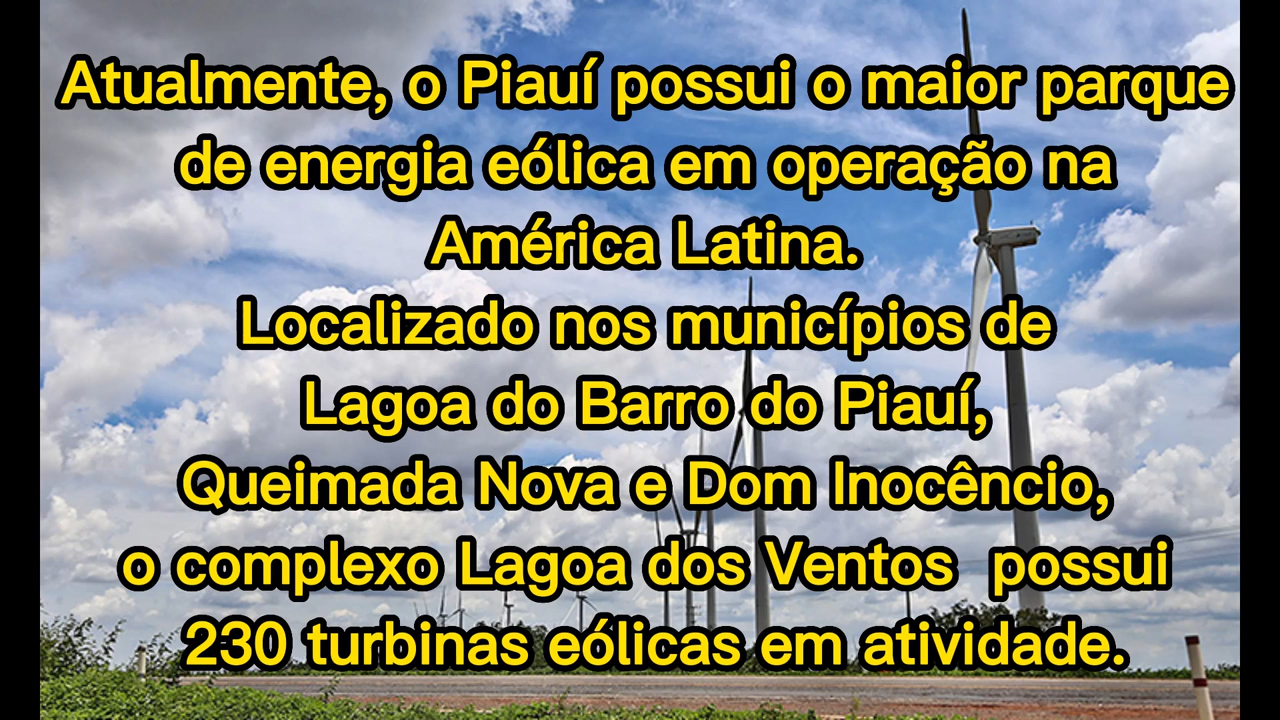 Atualmente, o Piauí possui o maior parque
de energia eólica em operação na
América Latina.
Localizado nos municípios de
Lagoa do Barro do Piauí,
Queimada Nova e Dom Inocêncio,
o complexo Lagoa dos Ventos possui
230 turbinas eólicas em atividade.